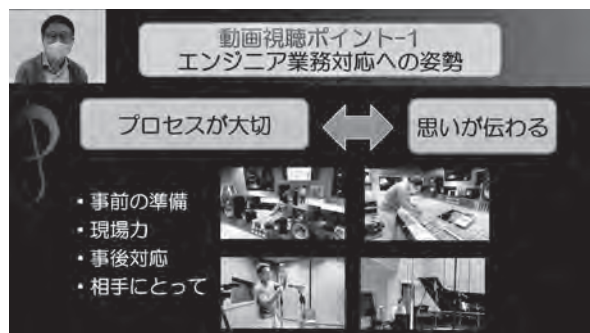 動画視聴ポイント-1
エンジニア業務対応への姿勢
プロセスが大切
思いが伝わる
・事前の準備
・現場力
・事後対応
・相手にとって